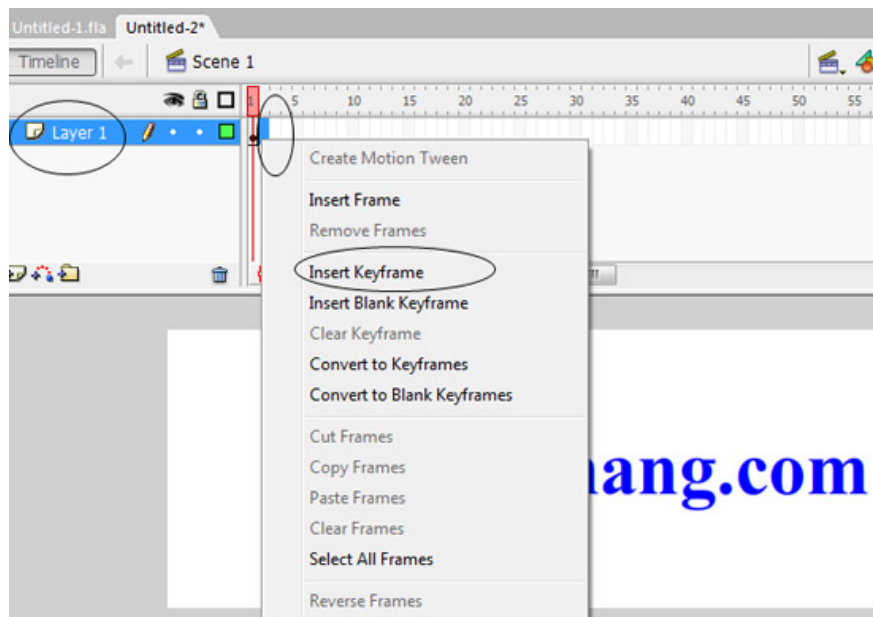 Untitled-1.fla Untitled-2*
Timeline Scene 1
1 5 10 15 20 25 30 35 40 45 50 55
Layer 1
Create Motion Tween
Insert Frame
Remove Frames
Insert Keyframe
Insert Blank Keyframe
Clear Keyframe
Convert to Keyframes
Convert to Blank Keyframes
Cut Frames
Copy Frames
ang.com
Paste Frames
Clear Frames
Select All Frames
Reverse Frames